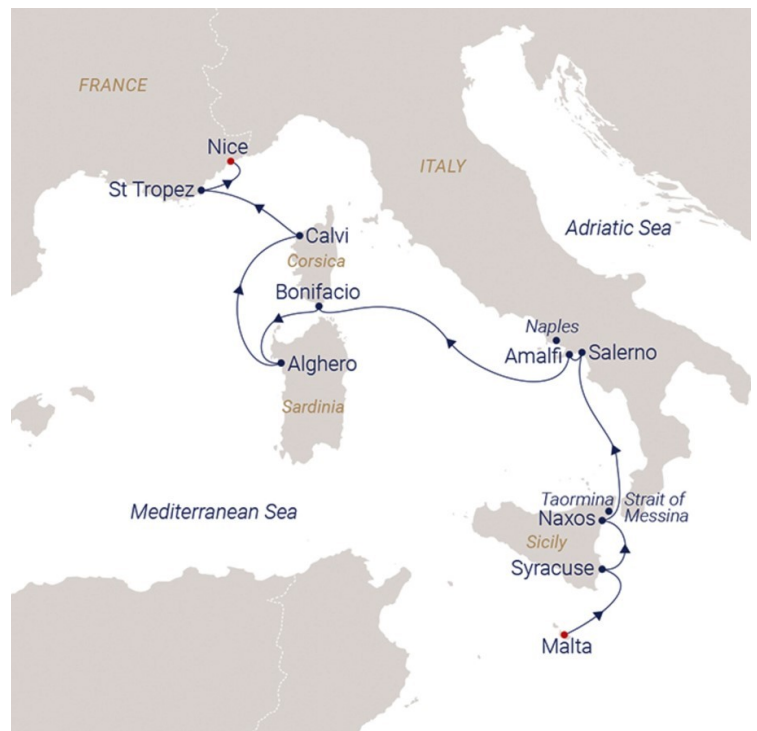 FRANCE
Nice
ITALY
St Tropez
Adriatic Sea
Calvi
Corsica
Bonifacio
Naples
Amalfi
Salerno
Alghero
Sardinia
Mediterranean Sea
Taormina
Strait of
Messina
Naxos
Sicily
Syracuse
Malta